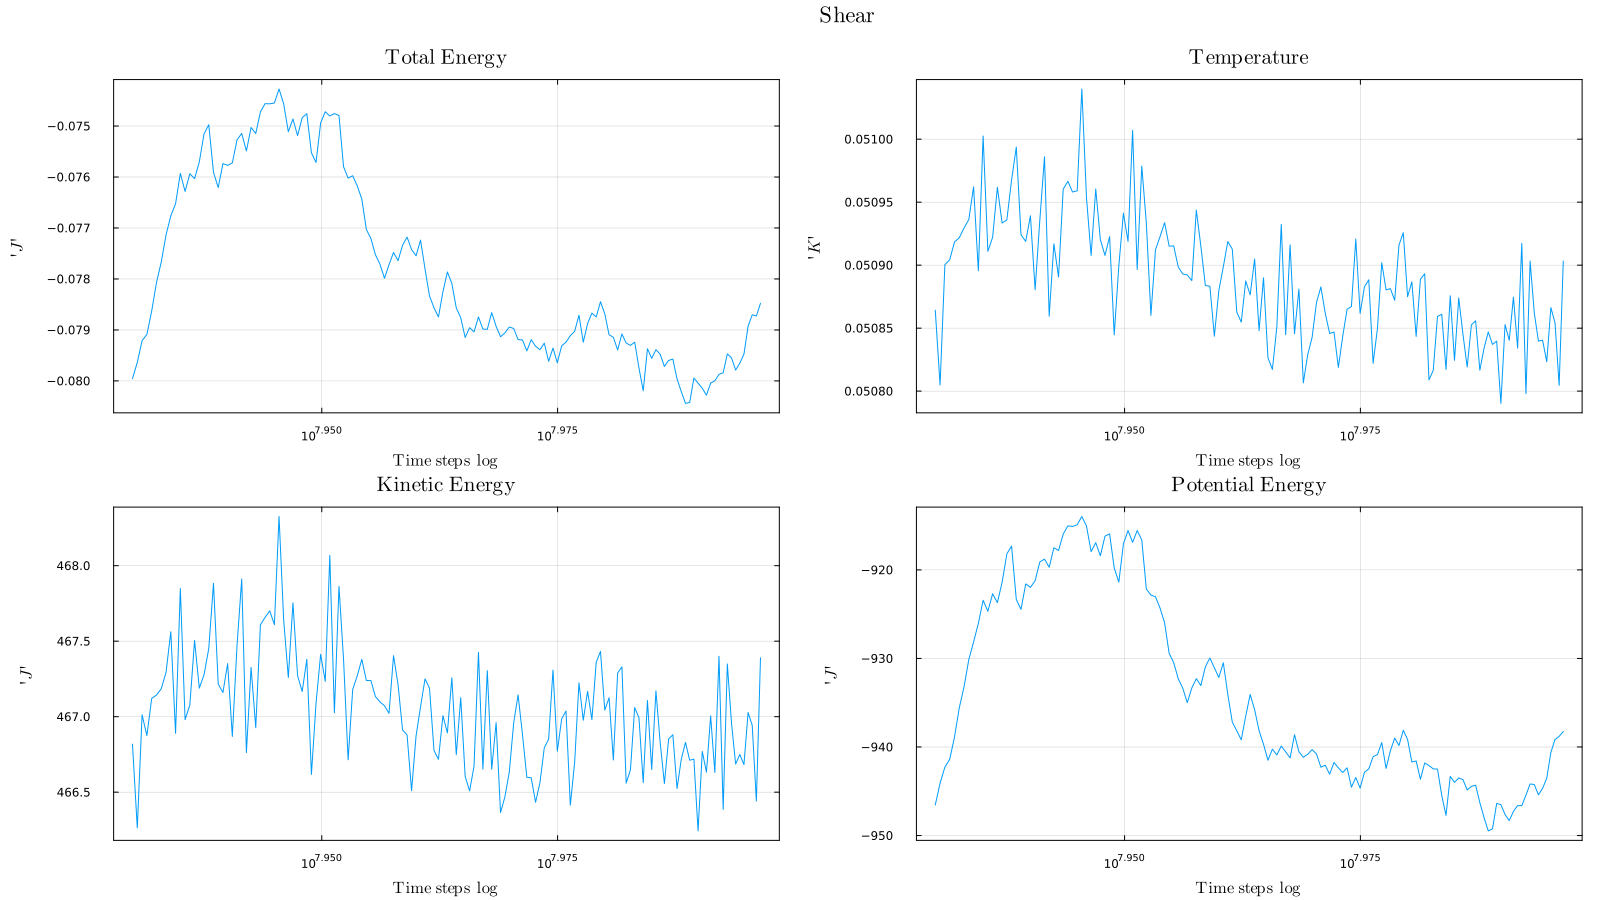 Shear
Total Energy
−0.075
−0.076
−0.077
−0.078
−0.079
−0.080
'J'
10^7.950
10^7.975
Time steps log
Temperature
0.05100
0.05095
0.05090
0.05085
0.05080
'K'
10^7.950
10^7.975
Time steps log
Kinetic Energy
468.0
467.5
467.0
466.5
'J'
10^7.950
10^7.975
Time steps log
Potential Energy
−920
−930
−940
−950
'J'
10^7.950
10^7.975
Time steps log